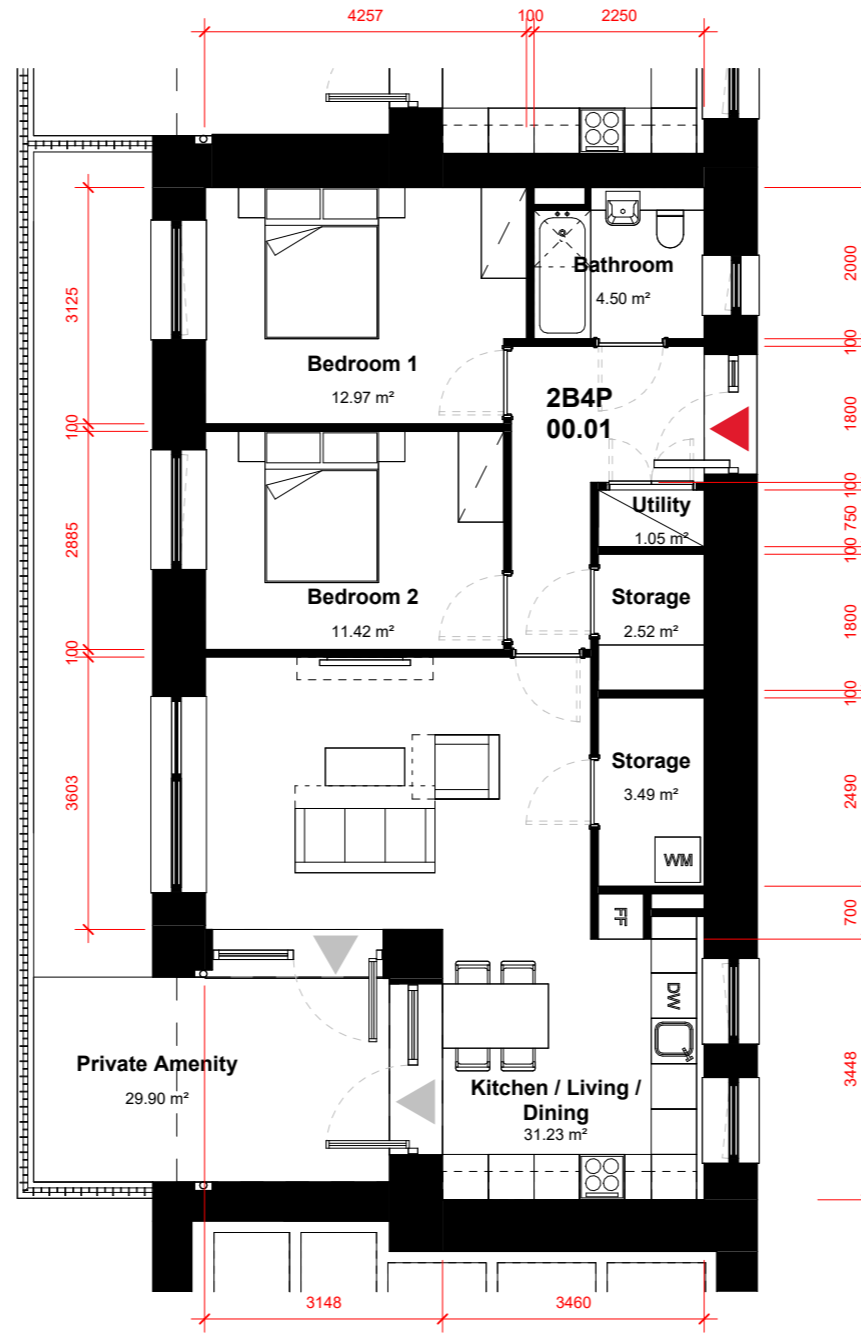 4257
100
2250
Bathroom
4.50 m²
2000
3125
Bedroom 1
12.97 m²
100
2B4P
00.01
1800
100
100
Utility
1.05 m²
750
100
2885
Bedroom 2
11.42 m²
Storage
2.52 m²
1800
100
100
3603
Storage
3.49 m²
2490
WM
FF
700
DW
Private Amenity
29.90 m²
Kitchen / Living /
Dining
31.23 m²
3448
3148
3460